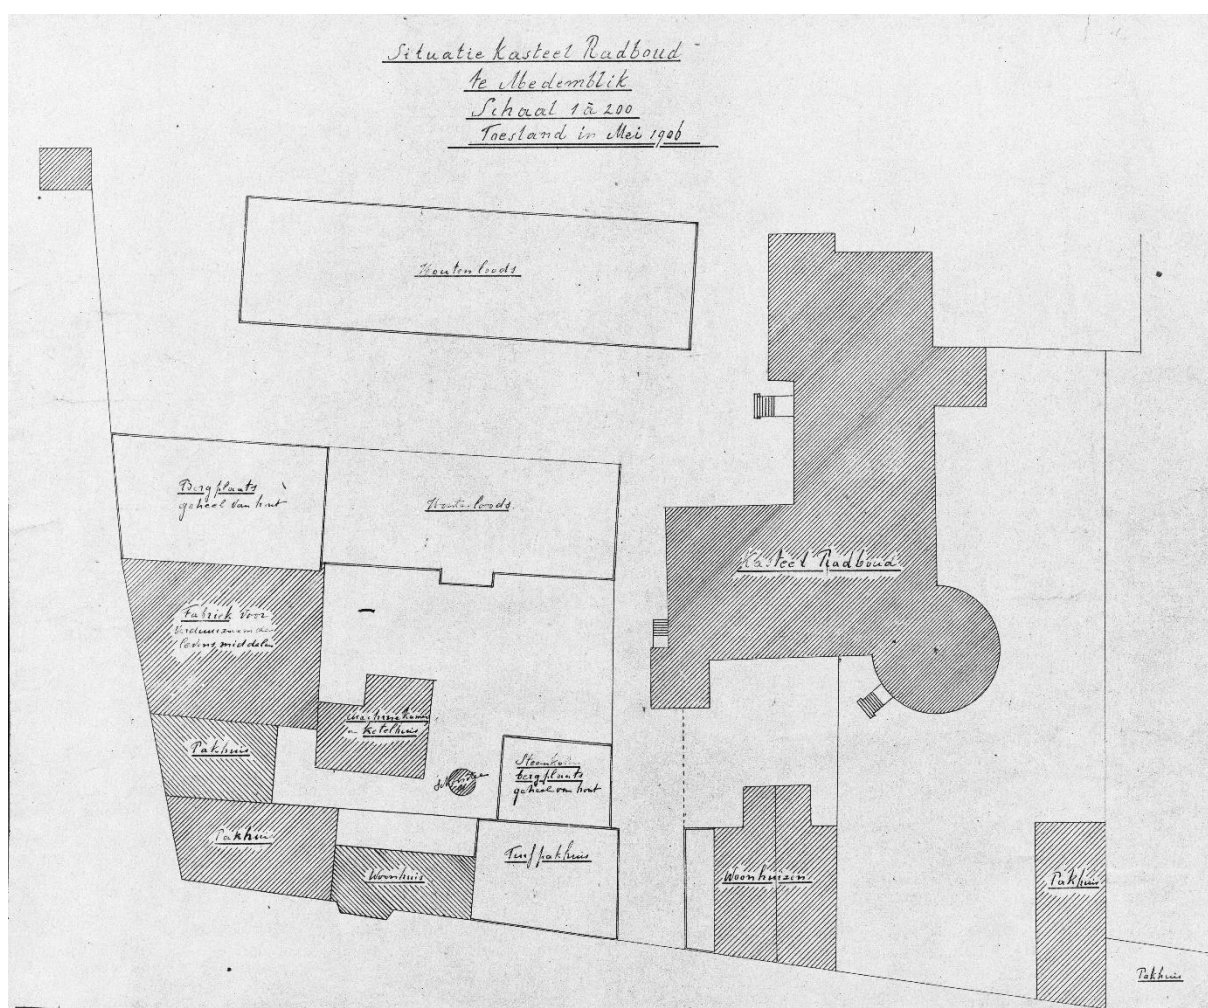 Situatie Kasteel Radboud
te Medemblik
Schaal 1 à 200
Toestand in Mei 1906
Houten loods
Bergplaats
geheel van hout
Houten loods
Kasteel Radboud
Fabriek voor
levensmiddelen
Machinekamer
en Ketelhuis
Pakhuis
Steenkolen
bergplaats
geheel van hout
Pakhuis
Woonhuis
Turfpakhuis
Woonhuizen
Pakhuis
Pakhuis